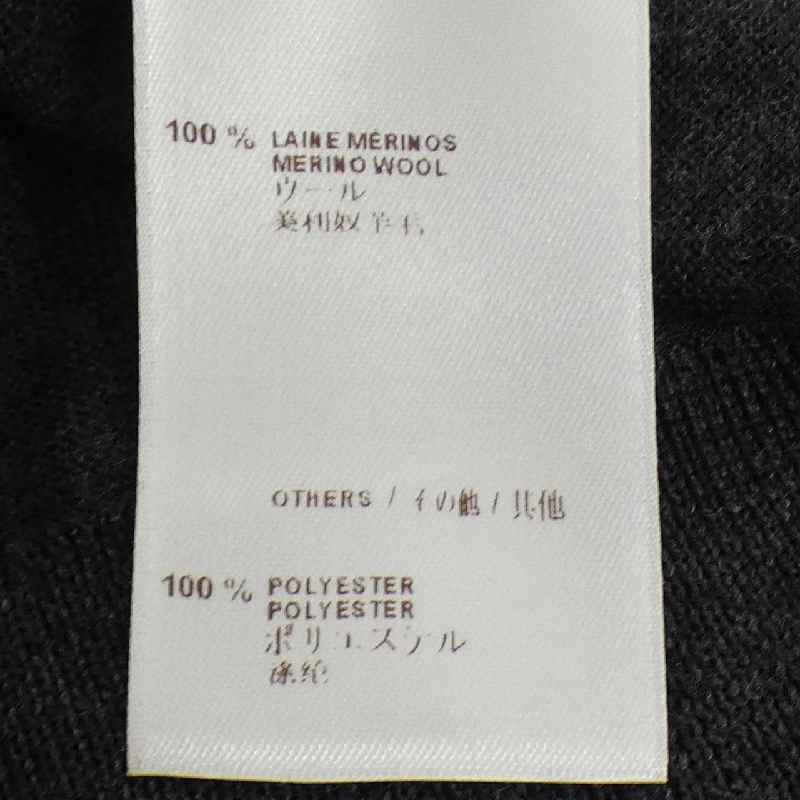 100 % LAINE MÉRINOS
MERINO WOOL
ウール
美利奴羊毛
OTHERS / その他 / 其他
100 % POLYESTER
POLYESTER
ポリエステル
涤纶